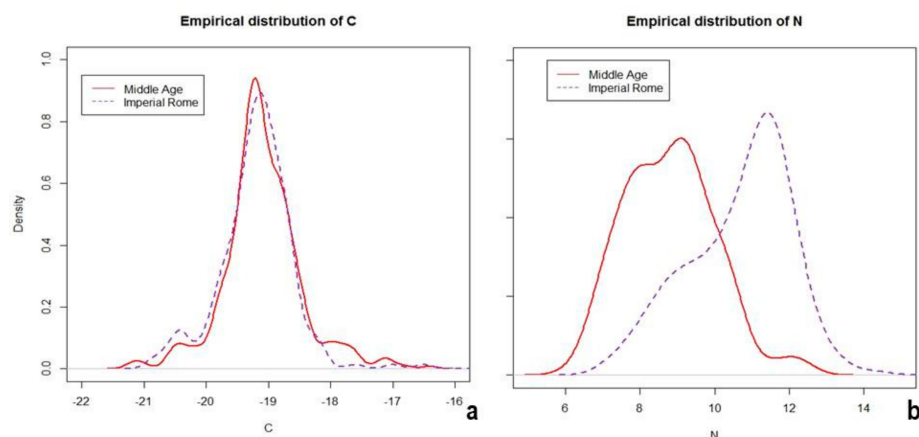 Empirical distribution of C
Middle Age
Imperial Rome
Density
0.0
0.2
0.4
0.6
0.8
1.0
-22
-21
-20
-19
-18
-17
-16
C
a
Empirical distribution of N
Middle Age
Imperial Rome
6
8
10
12
14
N
b